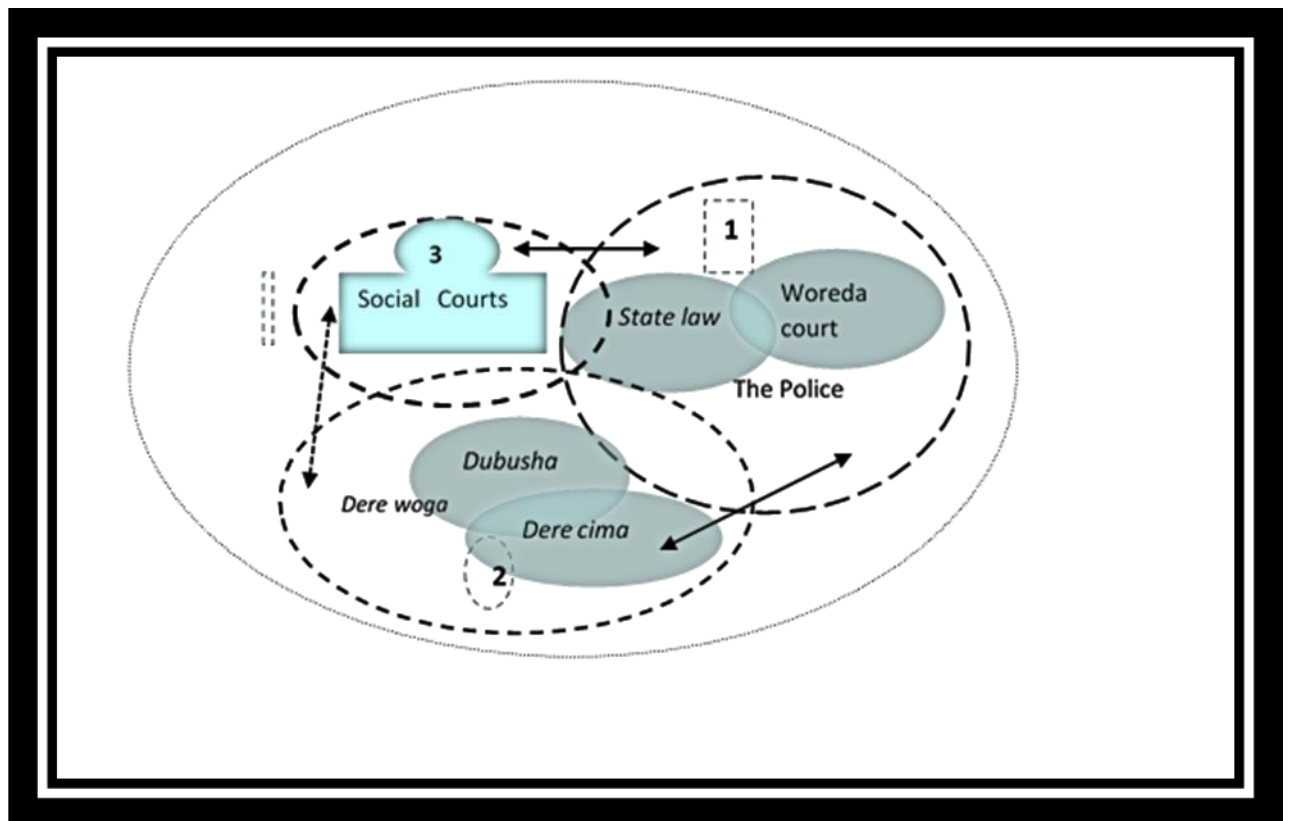 1
3
Social Courts
State law
Woreda
court
The Police
Dubusha
Dere woga
Dere cima
2